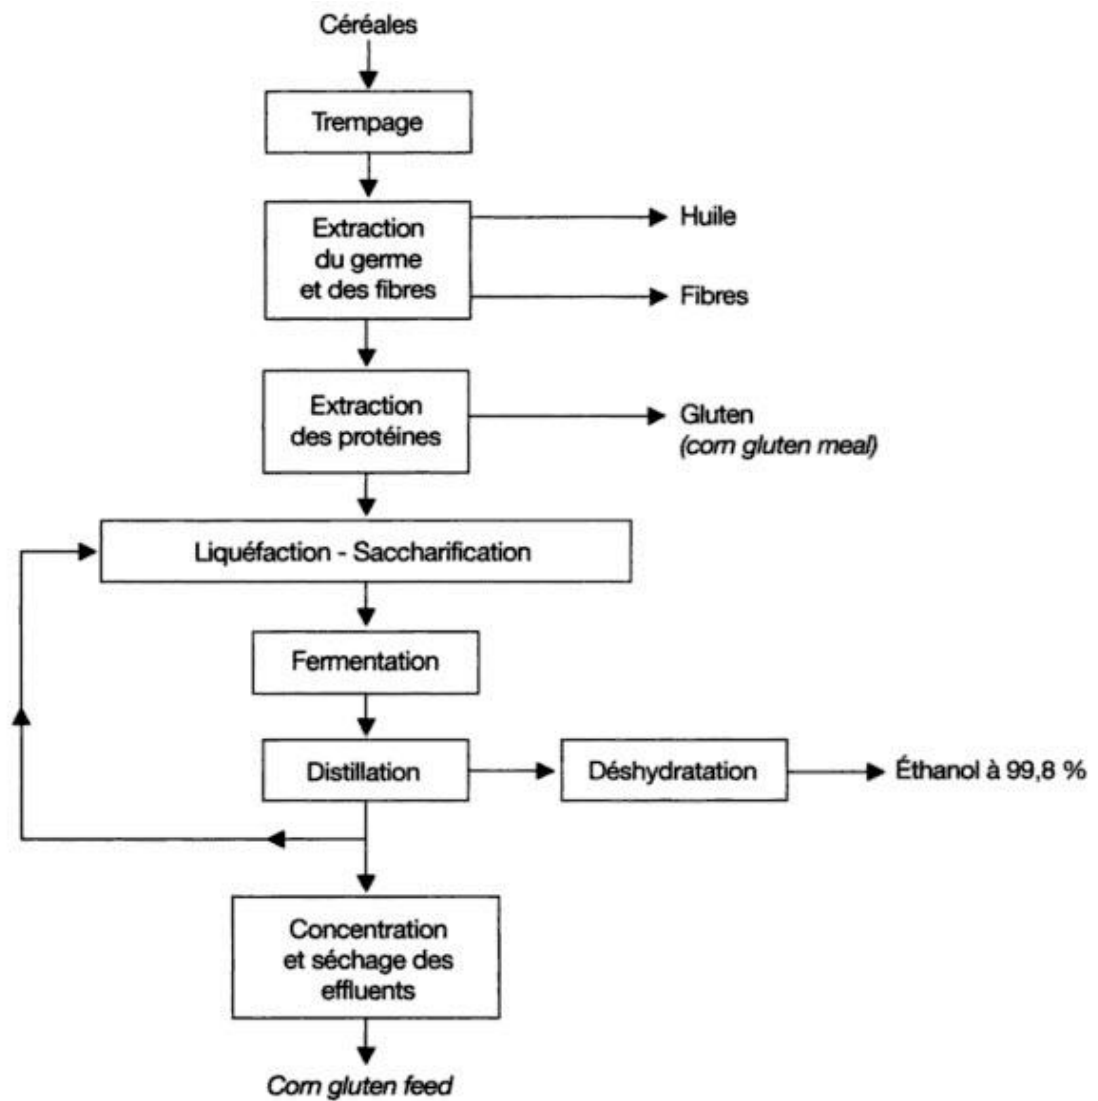 Céréales
Trempage
Extraction
du germe
et des fibres
Huile
Fibres
Extraction
des protéines
Gluten
(corn gluten meal)
Liquéfaction - Saccharification
Fermentation
Distillation
Déshydratation
Éthanol à 99,8 %
Concentration
et séchage des
effluents
Corn gluten feed